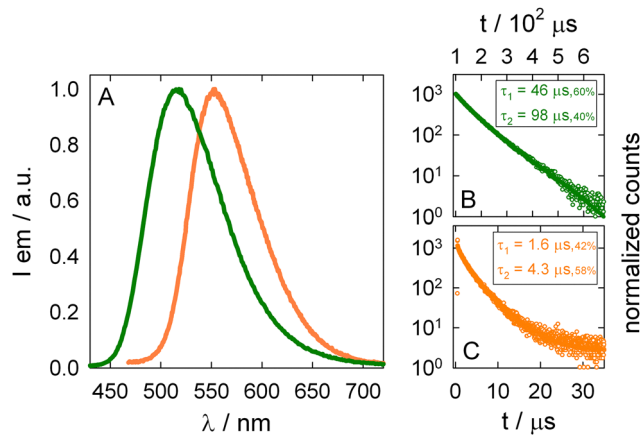 A
I em / a.u.
1.0
0.8
0.6
0.4
0.2
0.0
450 500 550 600 650 700
λ / nm
t / 10² μs
1 2 3 4 5 6
10³
10²
10¹
10⁰
τ₁ = 46 μs,60%
τ₂ = 98 μs,40%
B
normalized counts
10³
10²
10¹
10⁰
τ₁ = 1.6 μs,42%
τ₂ = 4.3 μs,58%
C
0 10 20 30
t / μs